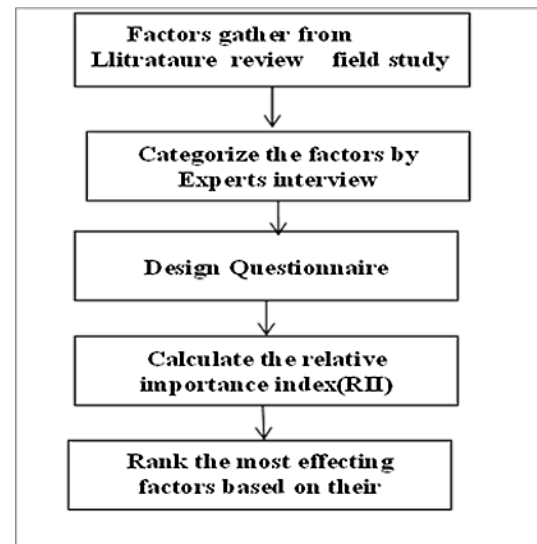 Factors gather from
Llitrataure review field study
Categorize the factors by
Experts interview
Design Questionnaire
Calculate the relative
importance index(RII)
Rank the most effecting
factors based on their